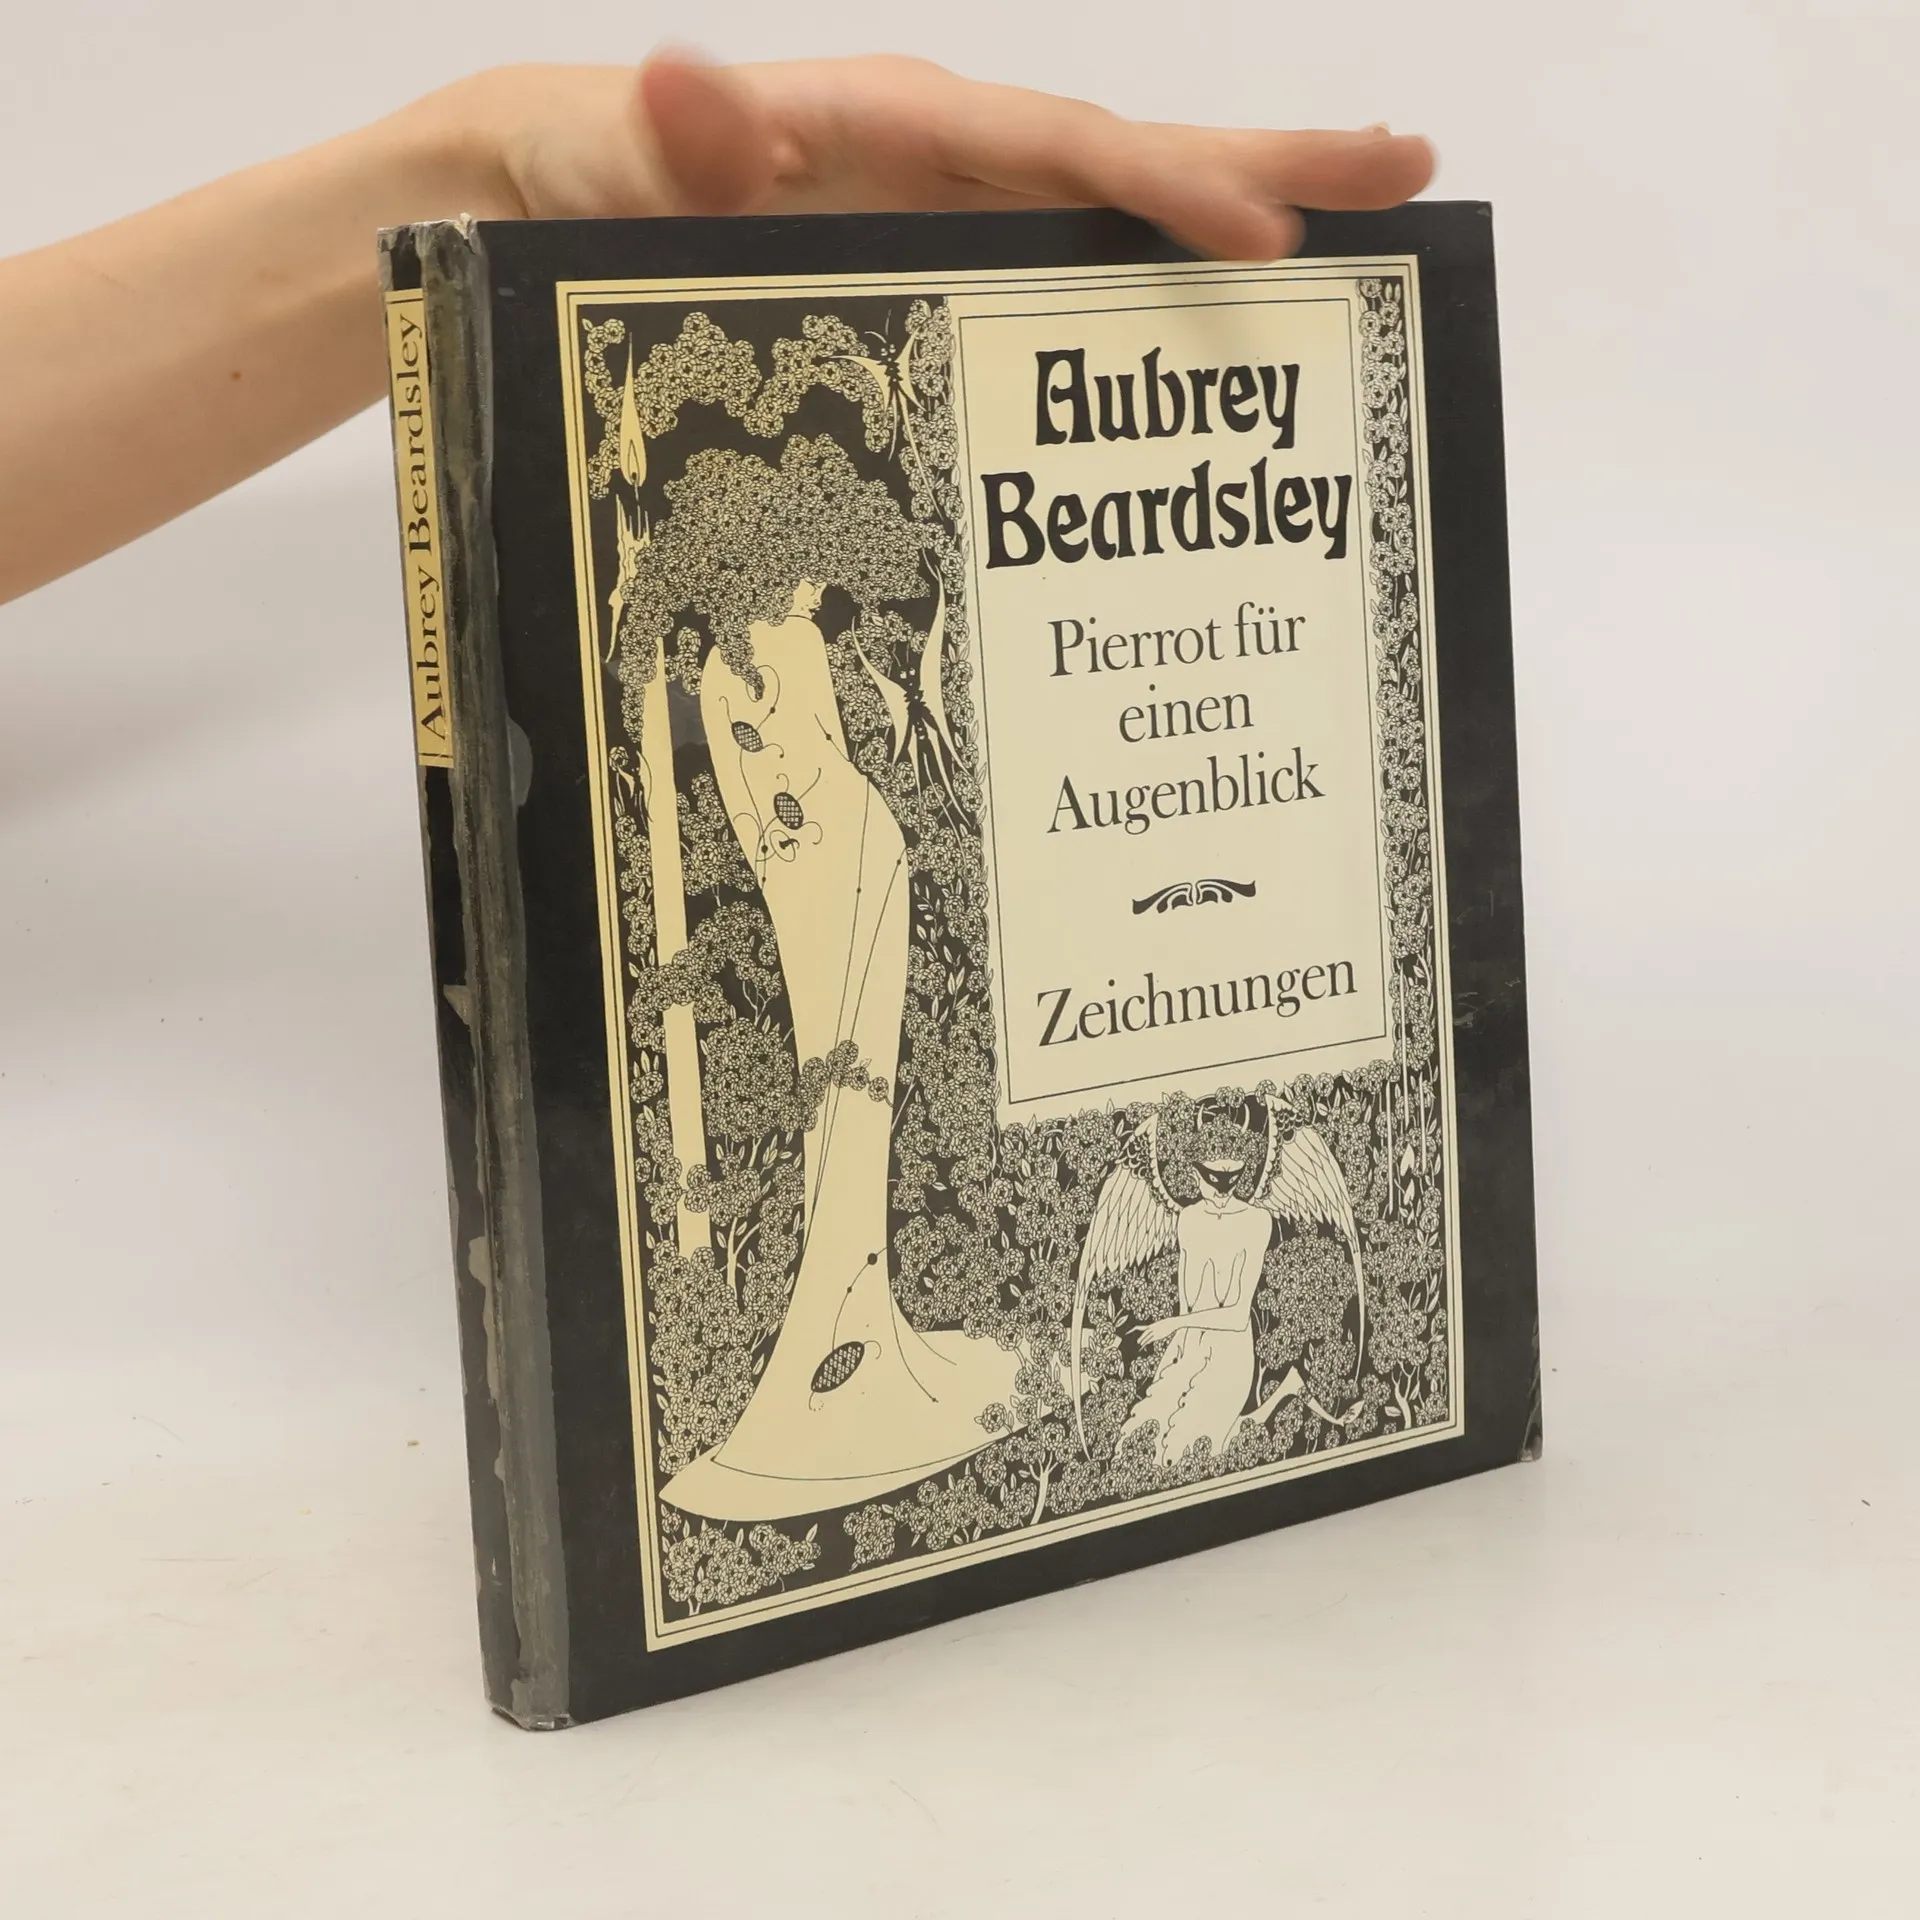 Aubrey Beardsley
Aubrey
Beardsley
Pierrot für
einen
Augenblick
Zeichnungen